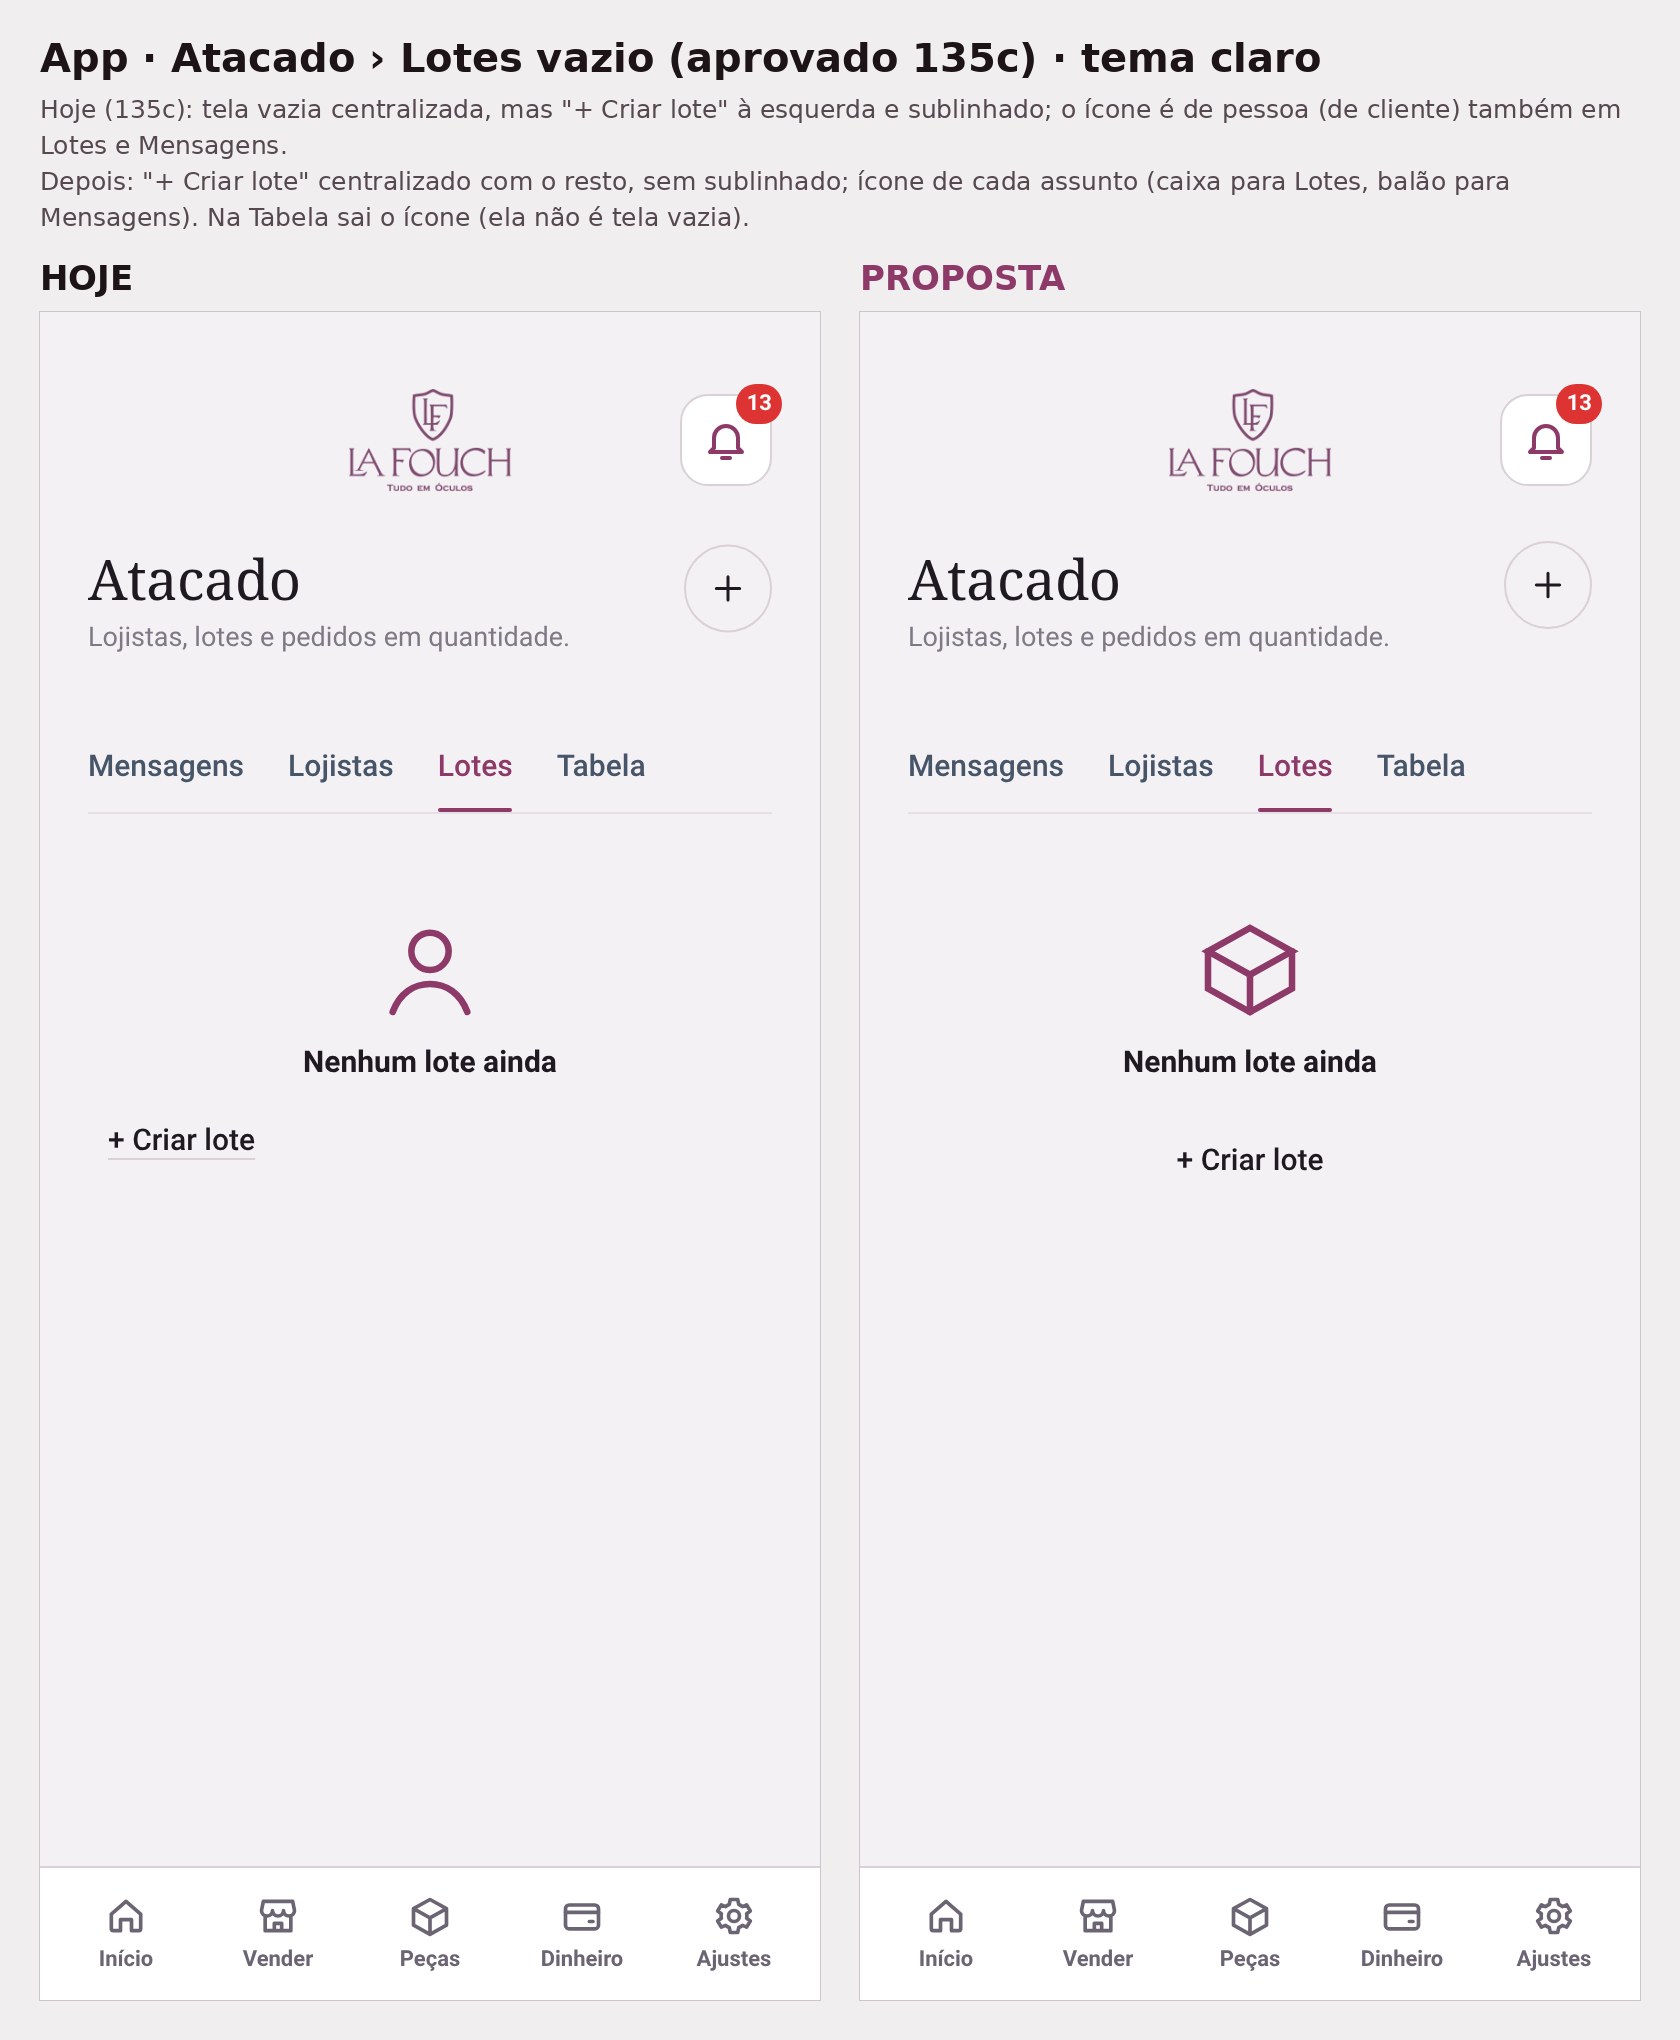 App · Atacado › Lotes vazio (aprovado 135c) · tema claro
Hoje (135c): tela vazia centralizada, mas "+ Criar lote" à esquerda e sublinhado; o ícone é de pessoa (de cliente) também em
Lotes e Mensagens.
Depois: "+ Criar lote" centralizado com o resto, sem sublinhado; ícone de cada assunto (caixa para Lotes, balão para
Mensagens). Na Tabela sai o ícone (ela não é tela vazia).
HOJE
LF
LA FOUCH
TUDO EM ÓCULOS
13
Atacado
+
Lojistas, lotes e pedidos em quantidade.
Mensagens Lojistas Lotes Tabela
Nenhum lote ainda
+ Criar lote
Início Vender Peças Dinheiro Ajustes
PROPOSTA
LF
LA FOUCH
TUDO EM ÓCULOS
13
Atacado
+
Lojistas, lotes e pedidos em quantidade.
Mensagens Lojistas Lotes Tabela
Nenhum lote ainda
+ Criar lote
Início Vender Peças Dinheiro Ajustes